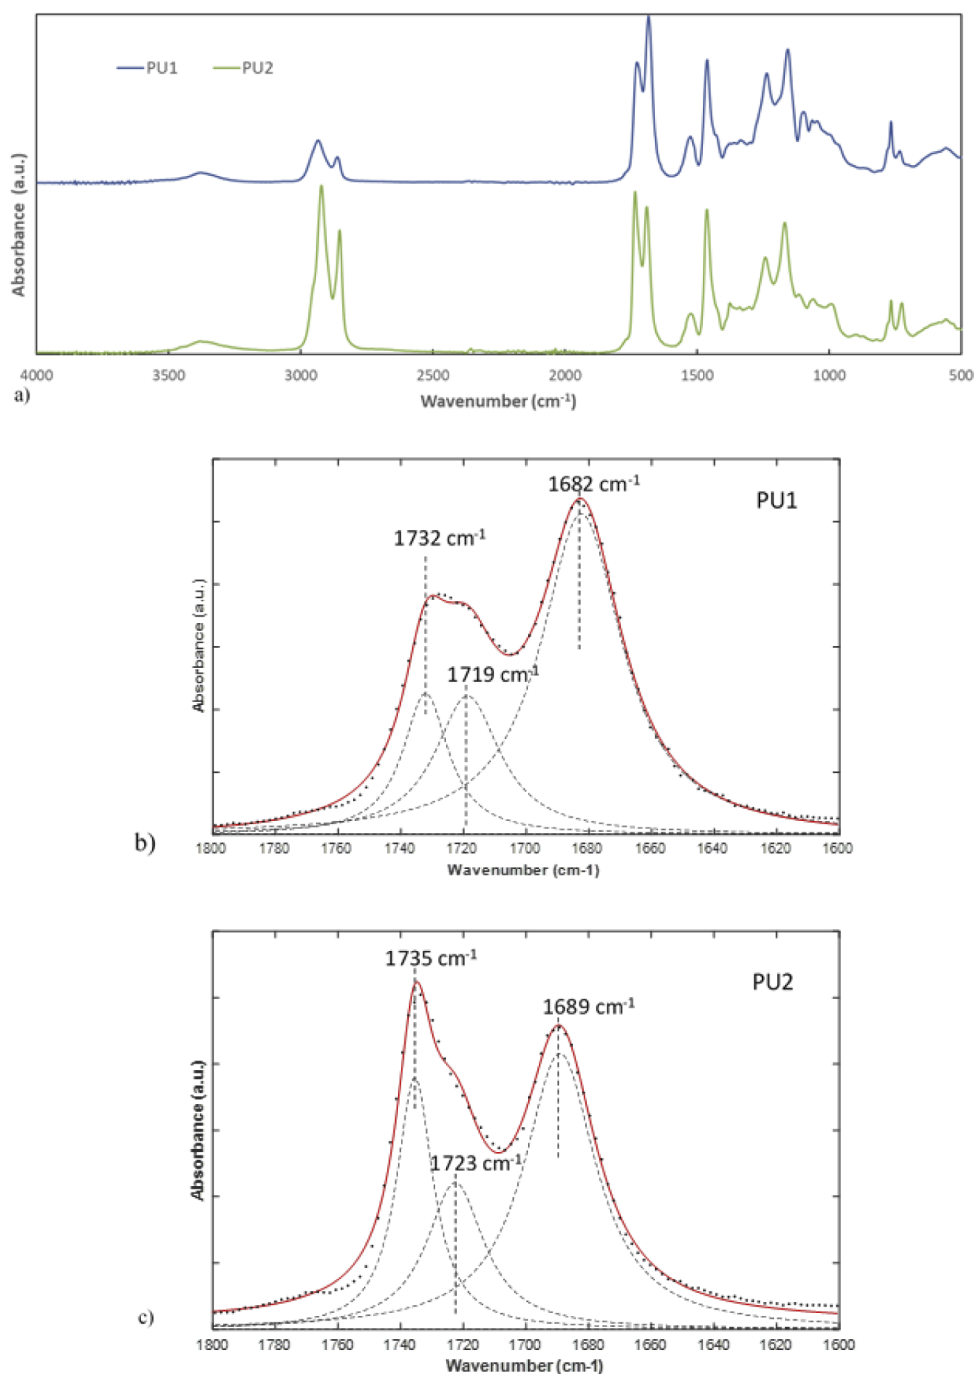 PU1 PU2
Absorbance (a.u.)
4000 3500 3000 2500 2000 1500 1000 500
Wavenumber (cm-1)
a)
1682 cm-1
PU1
1732 cm-1
1719 cm-1
Absorbance (a.u.)
1800 1780 1760 1740 1720 1700 1680 1660 1640 1620 1600
Wavenumber (cm-1)
b)
1735 cm-1
PU2
1689 cm-1
1723 cm-1
Absorbance (a.u.)
1800 1780 1760 1740 1720 1700 1680 1660 1640 1620 1600
Wavenumber (cm-1)
c)